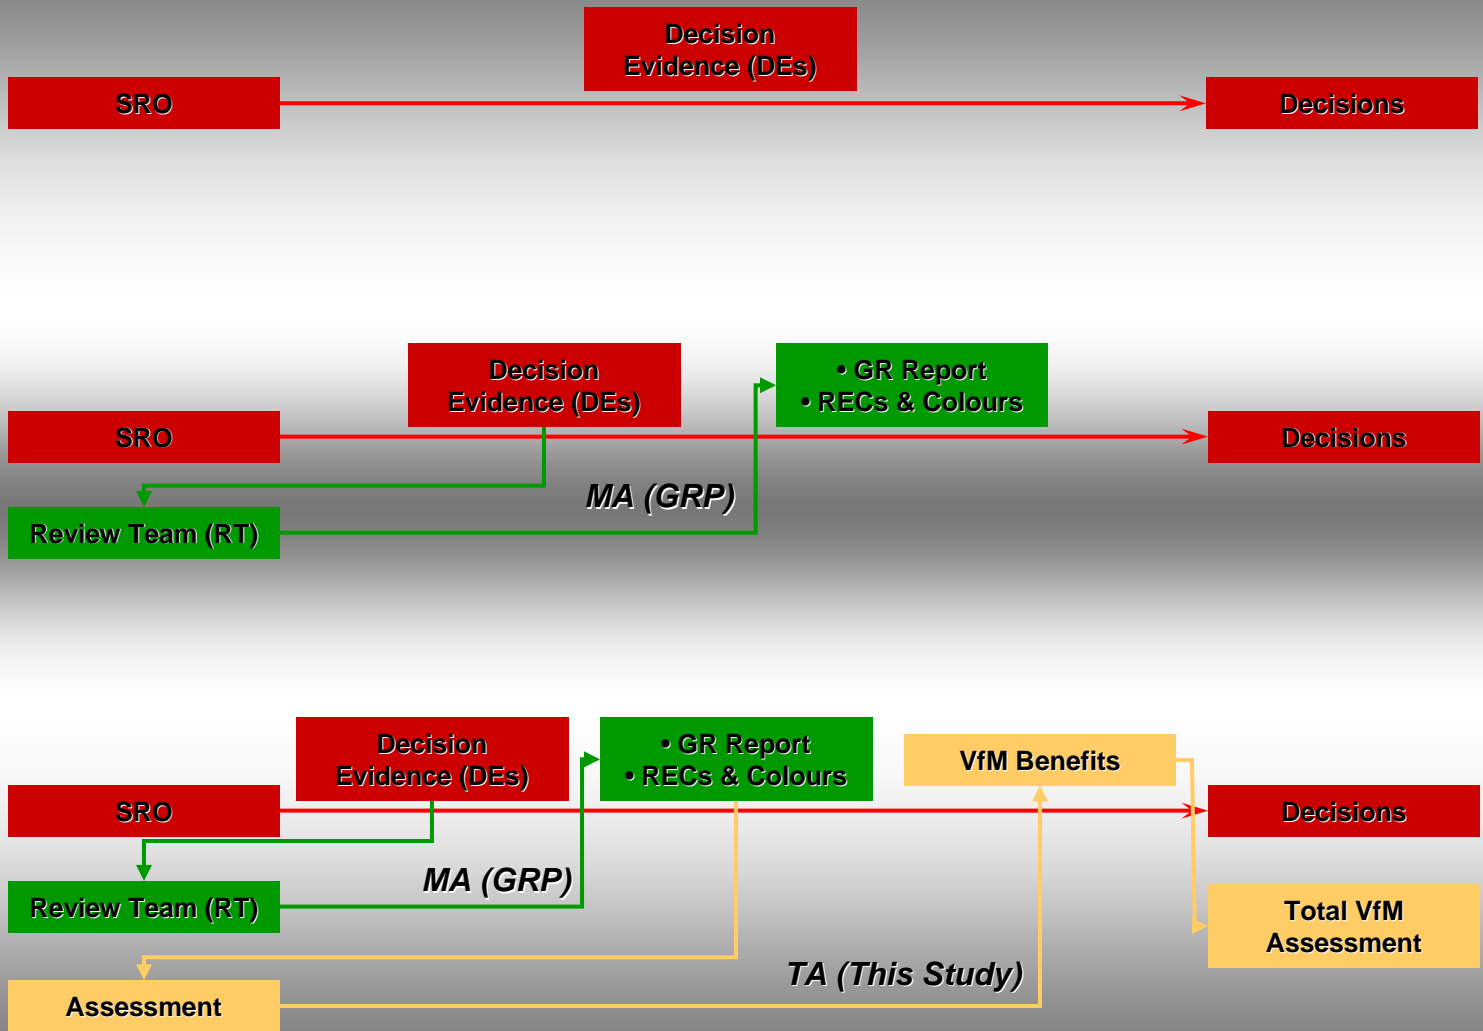 Decision
Evidence (DEs)
SRO
Decisions
Decision
Evidence (DEs)
• GR Report
• RECs & Colours
SRO
Decisions
MA (GRP)
Review Team (RT)
Decision
Evidence (DEs)
• GR Report
• RECs & Colours
VfM Benefits
SRO
Decisions
MA (GRP)
Review Team (RT)
Total VfM
Assessment
TA (This Study)
Assessment